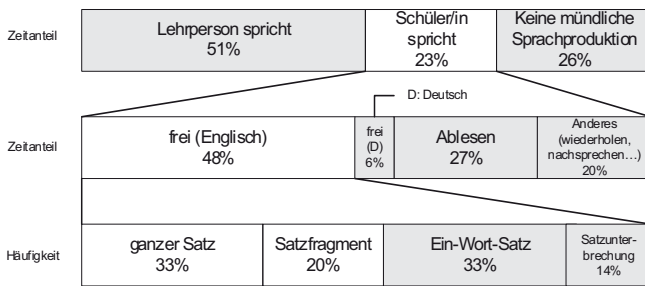 Zeitanteil
Lehrperson spricht
51%
Schüler/in
spricht
23%
Keine mündliche
Sprachproduktion
26%
D: Deutsch
Zeitanteil
frei (Englisch)
48%
frei
(D)
6%
Ablesen
27%
Anderes
(wiederholen,
nachsprechen...)
20%
Häufigkeit
ganzer Satz
33%
Satzfragment
20%
Ein-Wort-Satz
33%
Satzunter-
brechung
14%